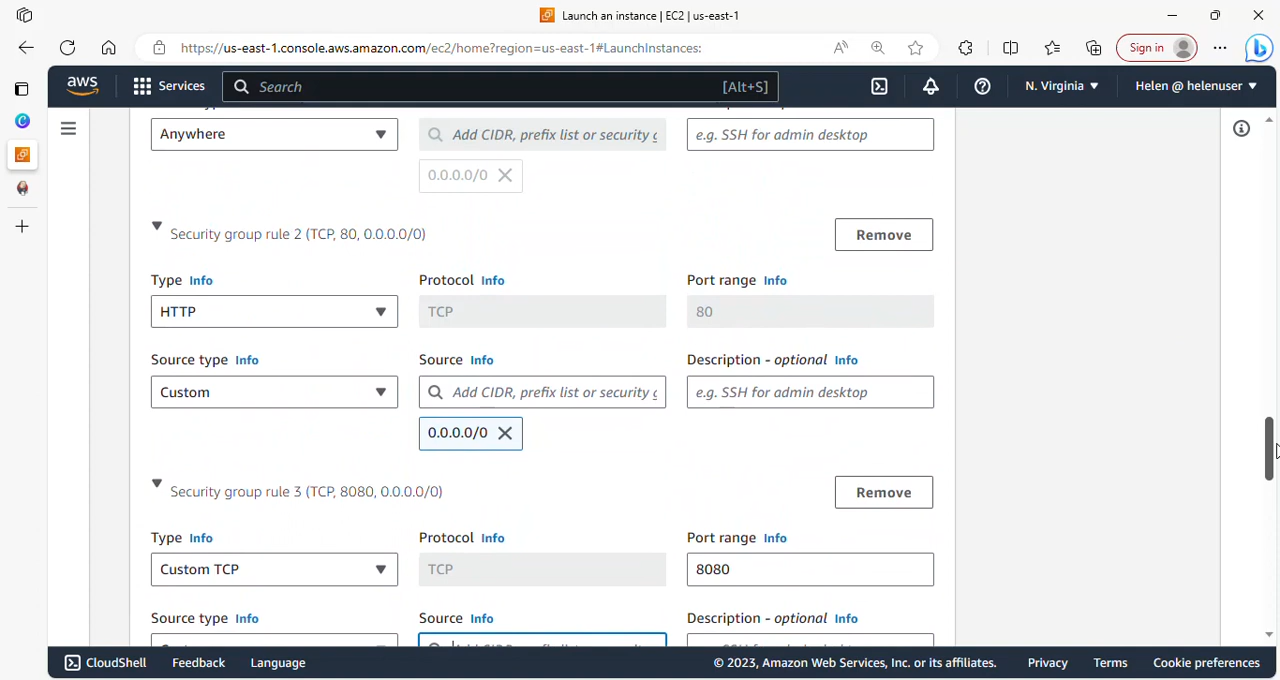 Launch an instance | EC2 | us-east-1
https://us-east-1.console.aws.amazon.com/ec2/home?region=us-east-1#LaunchInstances:
Sign in
aws
Services
Search
[Alt+S]
N. Virginia
Helen @ helenuser
Anywhere
Add CIDR, prefix list or security g
e.g. SSH for admin desktop
0.0.0.0/0
Security group rule 2 (TCP, 80, 0.0.0.0/0)
Remove
Type Info
Protocol Info
Port range Info
HTTP
TCP
80
Source type Info
Source Info
Description - optional Info
Custom
Add CIDR, prefix list or security g
e.g. SSH for admin desktop
0.0.0.0/0
Security group rule 3 (TCP, 8080, 0.0.0.0/0)
Remove
Type Info
Protocol Info
Port range Info
Custom TCP
TCP
8080
Source type Info
Source Info
Description - optional Info
CloudShell
Feedback
Language
© 2023, Amazon Web Services, Inc. or its affiliates.
Privacy
Terms
Cookie preferences